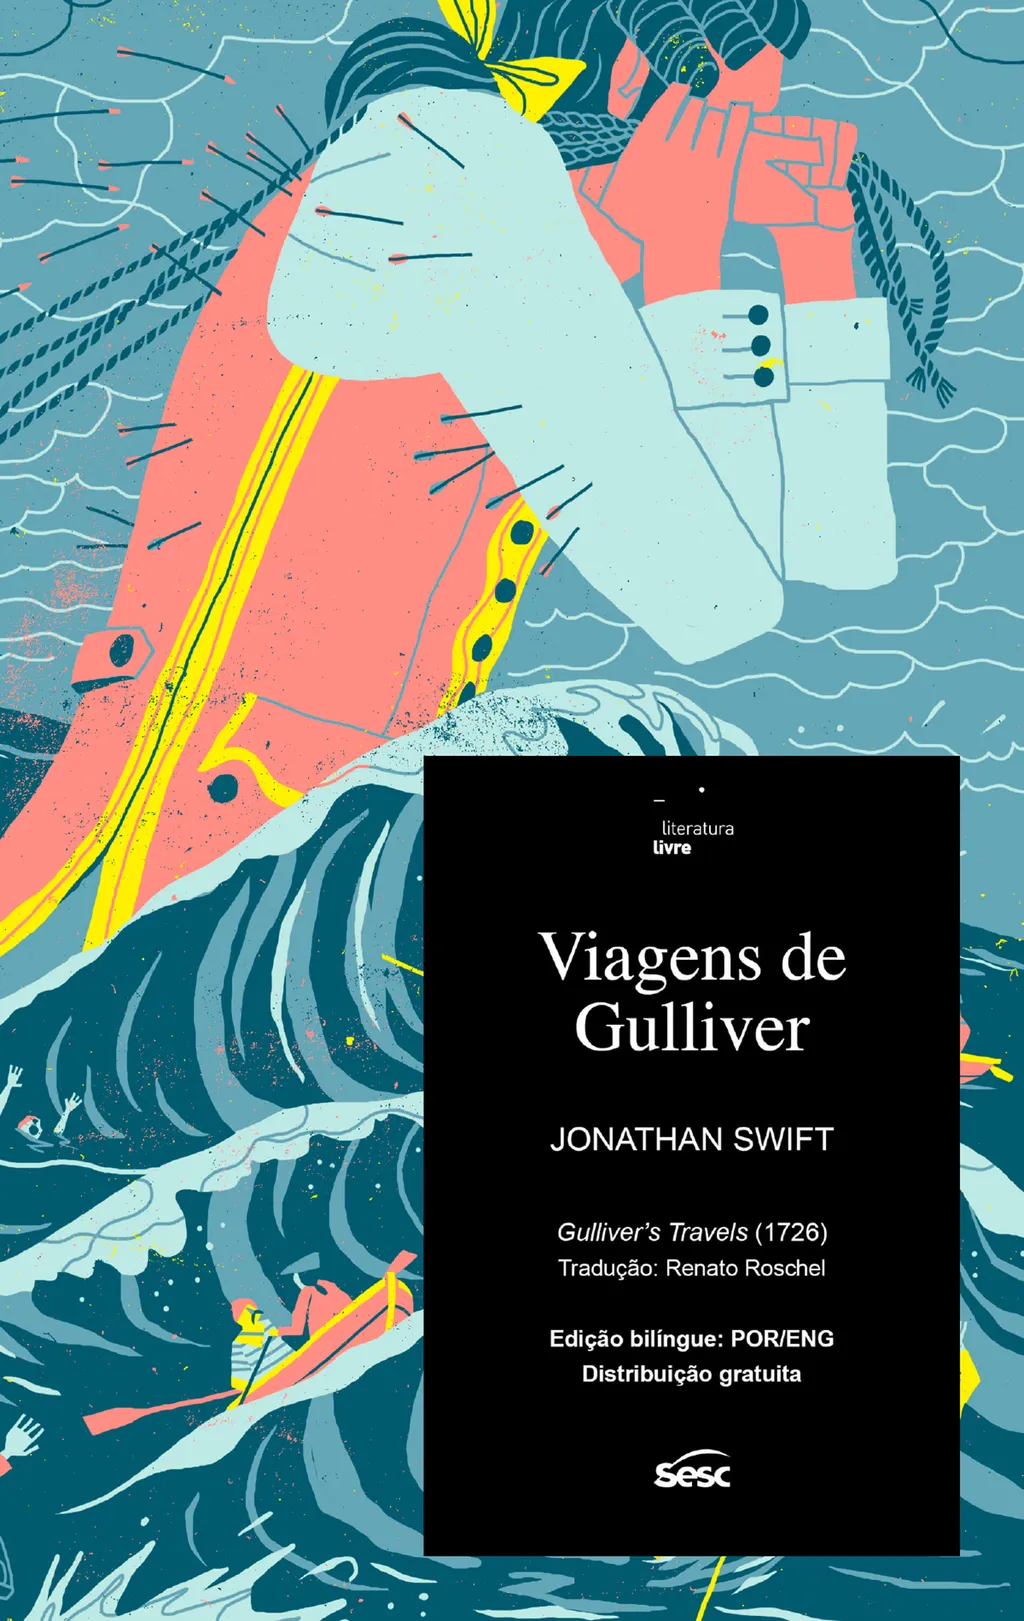 literatura
livre
Viagens de
Gulliver
JONATHAN SWIFT
Gulliver’s Travels (1726)
Tradução: Renato Roschel
Edição bilíngue: POR/ENG
Distribuição gratuita
Sesc